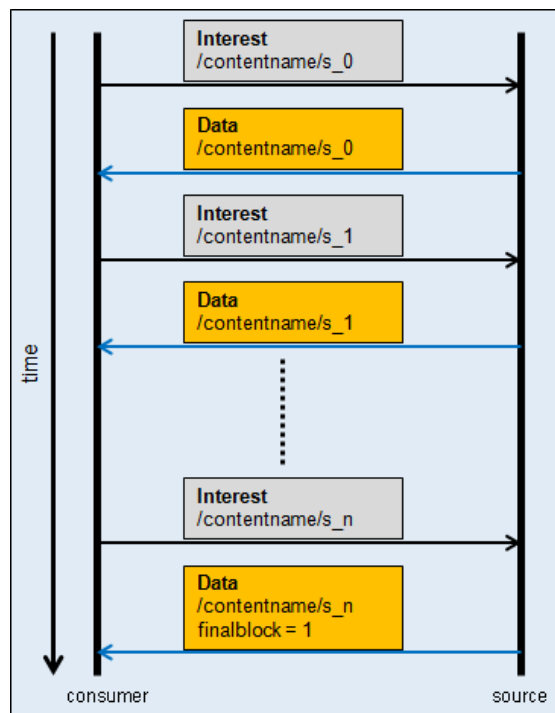 Interest
/contentname/s_0
Data
/contentname/s_0
Interest
/contentname/s_1
Data
/contentname/s_1
time
Interest
/contentname/s_n
Data
/contentname/s_n
finalblock = 1
consumer
source